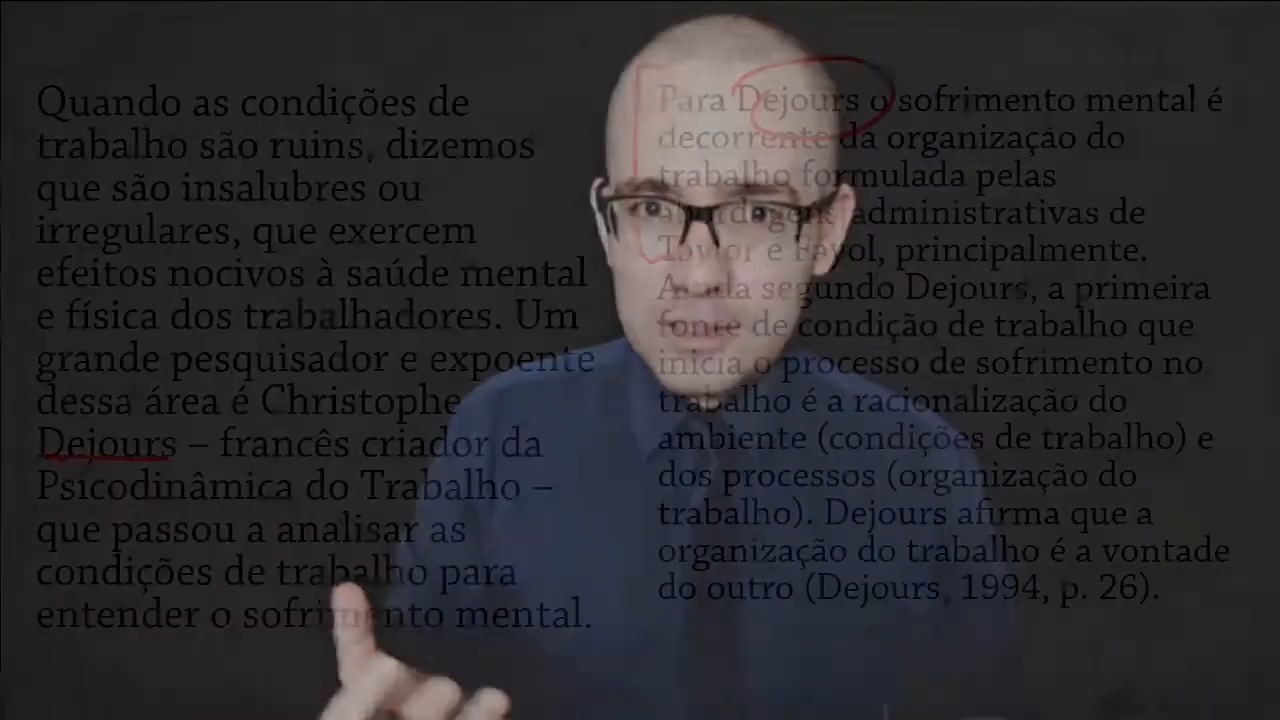 Quando as condições de
trabalho são ruins, dizemos
que são insalubres ou
irregulares, que exercem
efeitos nocivos à saúde mental
e física dos trabalhadores. Um
grande pesquisador e expoente
dessa área é Christophe
Dejours – francês criador da
Psicodinâmica do Trabalho –
que passou a analisar as
condições de trabalho para
entender o sofrimento mental.
Para Dejours o sofrimento mental é
decorrente da organização do
trabalho formulada pelas
abordagens administrativas de
Taylor e Fayol, principalmente.
Ainda segundo Dejours, a primeira
fonte de condição de trabalho que
inicia o processo de sofrimento no
trabalho é a racionalização do
ambiente (condições de trabalho) e
dos processos (organização do
trabalho). Dejours afirma que a
organização do trabalho é a vontade
do outro (Dejours, 1994, p. 26).